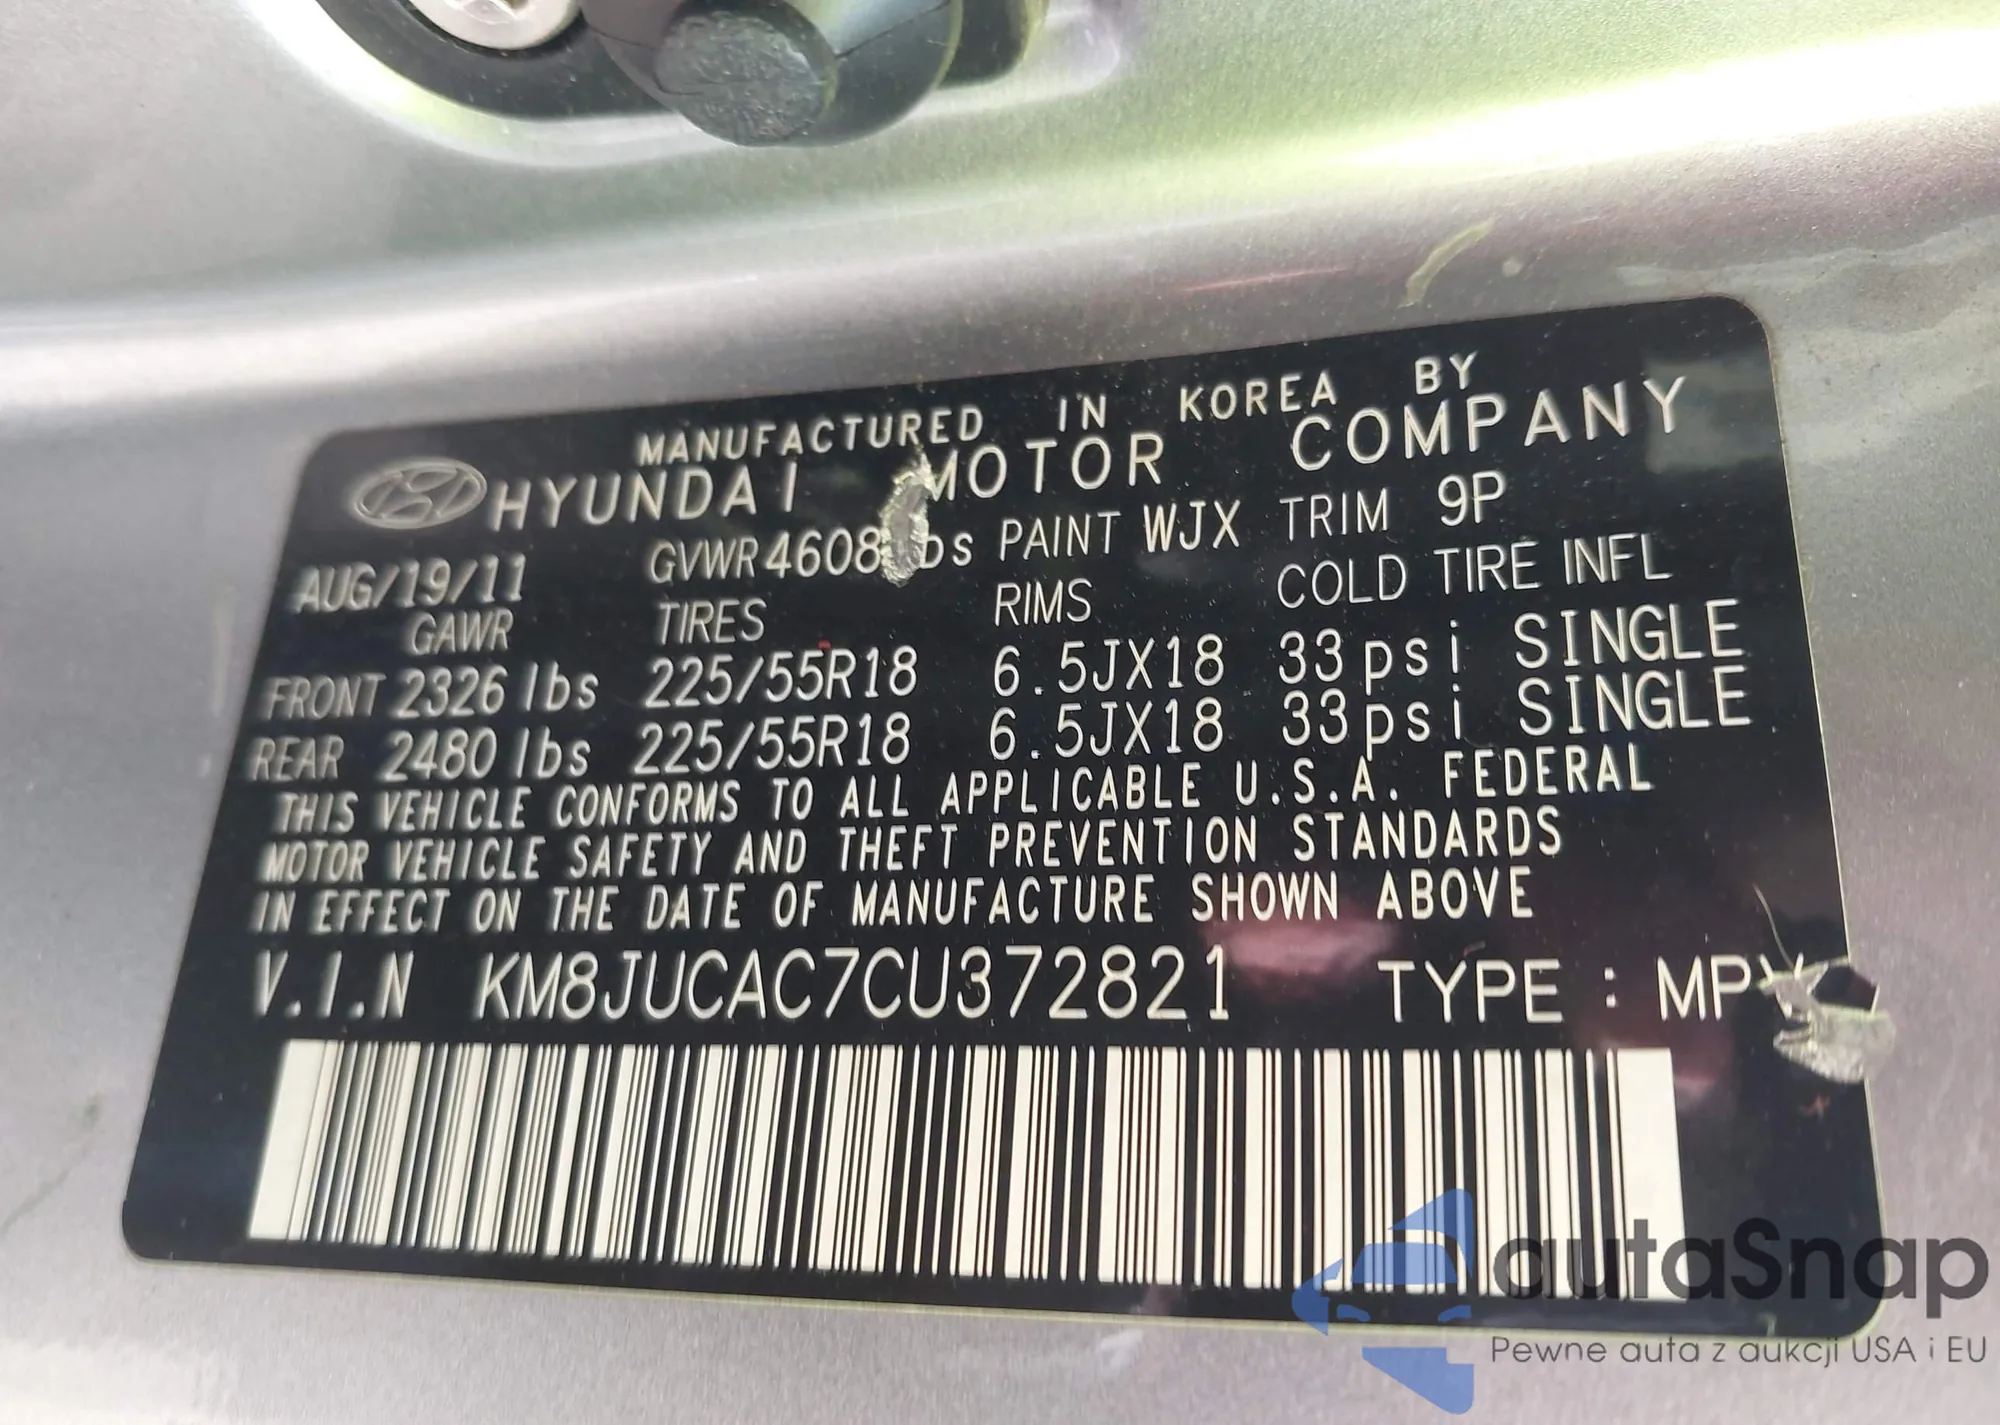 MANUFACTURED IN KOREA BY
HYUNDAI MOTOR COMPANY
AUG/19/11 GVWR 4608 lbs PAINT WJX TRIM 9P
GAWR TIRES RIMS COLD TIRE INFL
FRONT 2326 lbs 225/55R18 6.5JX18 33psi SINGLE
REAR 2480 lbs 225/55R18 6.5JX18 33psi SINGLE
THIS VEHICLE CONFORMS TO ALL APPLICABLE U.S.A. FEDERAL
MOTOR VEHICLE SAFETY AND THEFT PREVENTION STANDARDS
IN EFFECT ON THE DATE OF MANUFACTURE SHOWN ABOVE
V.I.N KM8JUCAC7CU372821 TYPE : MPV
autaSnap
Pewne auta z aukcji USA i EU